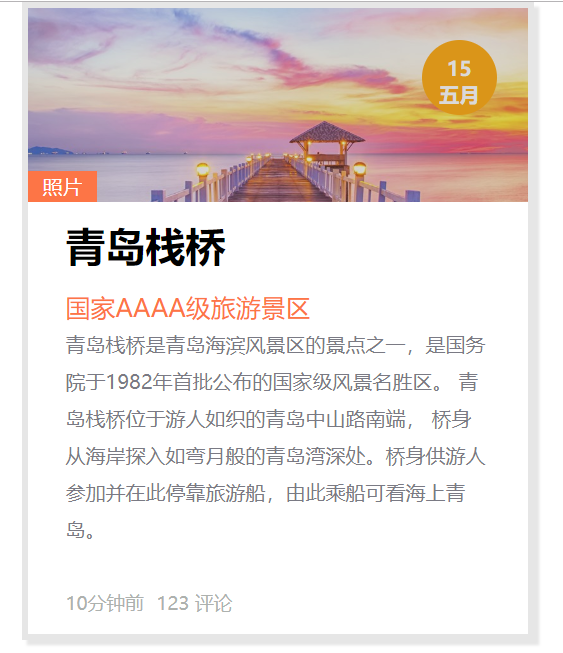 15
五月
照片
青岛栈桥
国家AAAA级旅游景区
青岛栈桥是青岛海滨风景区的景点之一，是国务
院于1982年首批公布的国家级风景名胜区。 青
岛栈桥位于游人如织的青岛中山路南端， 桥身
从海岸探入如弯月般的青岛湾深处。桥身供游人
参加并在此停靠旅游船，由此乘船可看海上青
岛。
10分钟前 123 评论